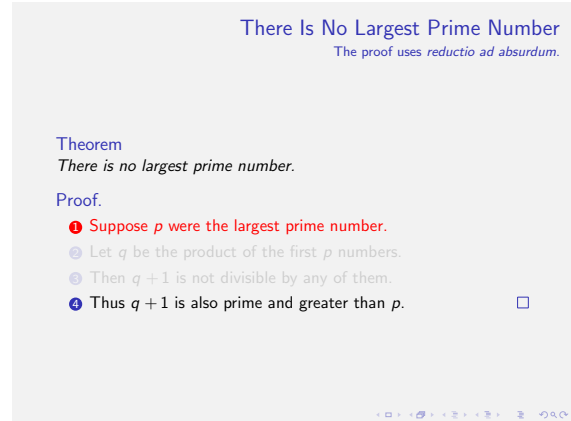 There Is No Largest Prime Number
The proof uses reductio ad absurdum.
Theorem
There is no largest prime number.
Proof.
1 Suppose p were the largest prime number.
2 Let q be the product of the first p numbers.
3 Then q + 1 is not divisible by any of them.
4 Thus q + 1 is also prime and greater than p.